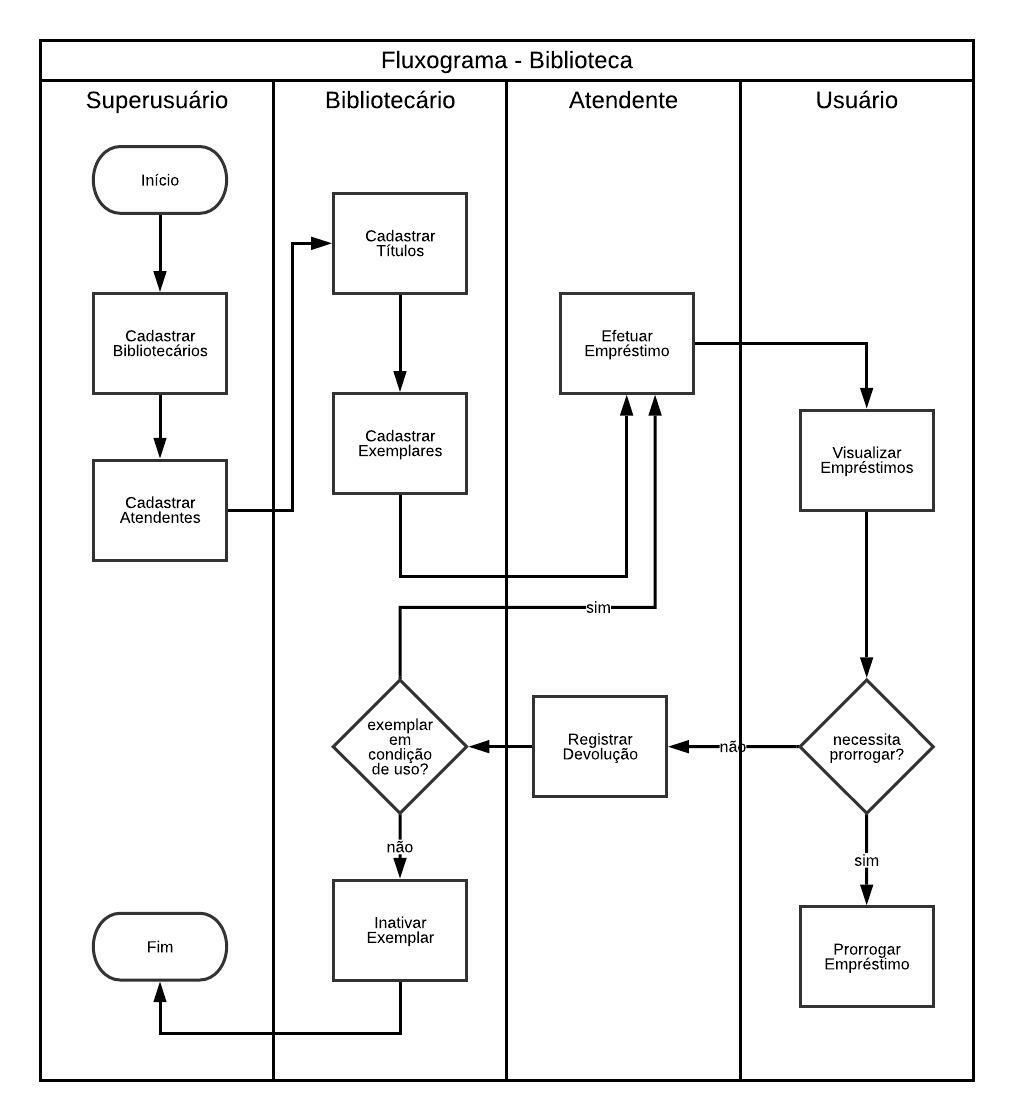 Fluxograma - Biblioteca
Superusuário
Bibliotecário
Atendente
Usuário
Início
Cadastrar
Bibliotecários
Cadastrar
Atendentes
Cadastrar
Títulos
Cadastrar
Exemplares
Efetuar
Empréstimo
Visualizar
Empréstimos
sim
necessita
prorrogar?
não
Registrar
Devolução
exemplar
em
condição
de uso?
não
sim
Inativar
Exemplar
Prorrogar
Empréstimo
Fim